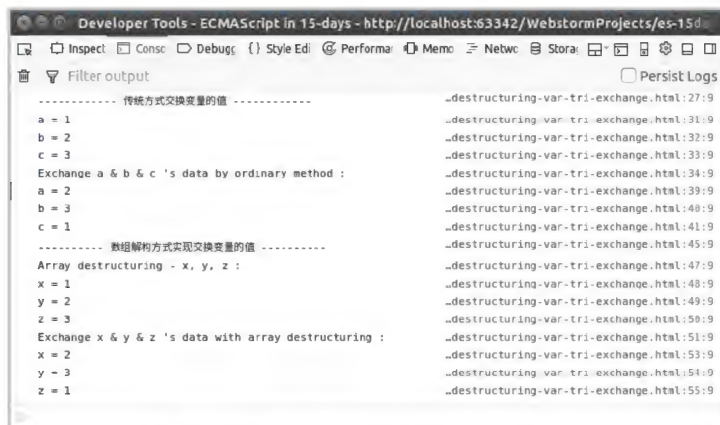 Developer Tools - ECMAScript in 15-days - http://localhost:63342/WebstormProjects/es-15d
Inspect Conso Debugg {} Style Edi Performa Memo Netwo Stora
Filter output Persist Logs
------------ 传统方式交换变量的值 ------------ …destructuring-var-tri-exchange.html:27:9
a = 1 …destructuring-var-tri-exchange.html:31:9
b = 2 …destructuring-var-tri-exchange.html:32:9
c = 3 …destructuring-var-tri-exchange.html:33:9
Exchange a & b & c 's data by ordinary method : …destructuring-var-tri-exchange.html:34:9
a = 2 …destructuring-var-tri-exchange.html:39:9
b = 3 …destructuring-var-tri-exchange.html:40:9
c = 1 …destructuring-var-tri-exchange.html:41:9
---------- 数组解构方式实现交换变量的值 ---------- …destructuring-var-tri-exchange.html:45:9
Array destructuring - x, y, z : …destructuring-var-tri-exchange.html:47:9
x = 1 …destructuring-var-tri-exchange.html:48:9
y = 2 …destructuring-var-tri-exchange.html:49:9
z = 3 …destructuring-var-tri-exchange.html:50:9
Exchange x & y & z 's data with array destructuring : …destructuring-var-tri-exchange.html:51:9
x = 2 …destructuring-var-tri-exchange.html:53:9
y = 3 …destructuring-var-tri-exchange.html:54:9
z = 1 …destructuring-var-tri-exchange.html:55:9